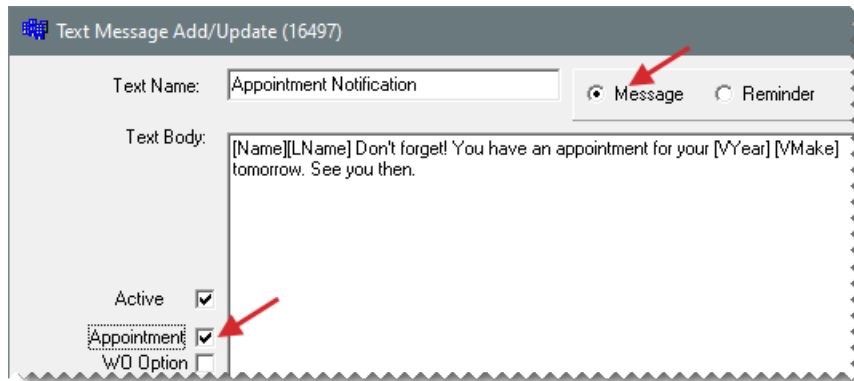 Text Message Add/Update (16497)
Text Name: Appointment Notification
Message Reminder
Text Body: [Name][LName] Don't forget! You have an appointment for your [VYear] [VMake]
tomorrow. See you then.
Active
Appointment
WO Option